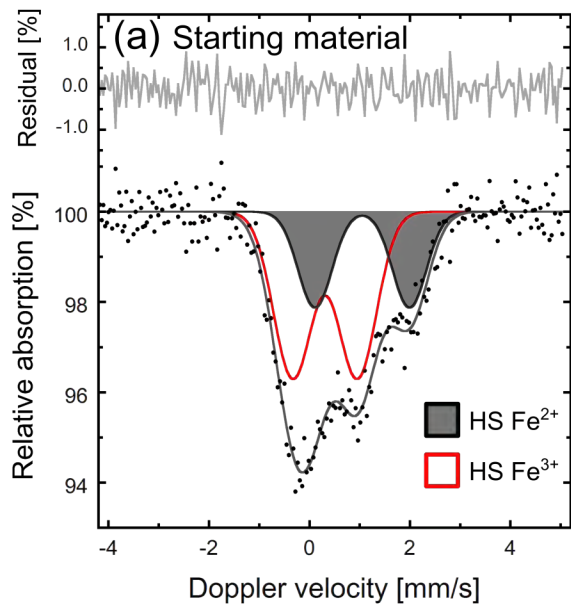 (a) Starting material
Residual [%]
1.0
0.0
-1.0
Relative absorption [%]
100
98
96
94
HS Fe2+
HS Fe3+
-4
-2
0
2
4
Doppler velocity [mm/s]